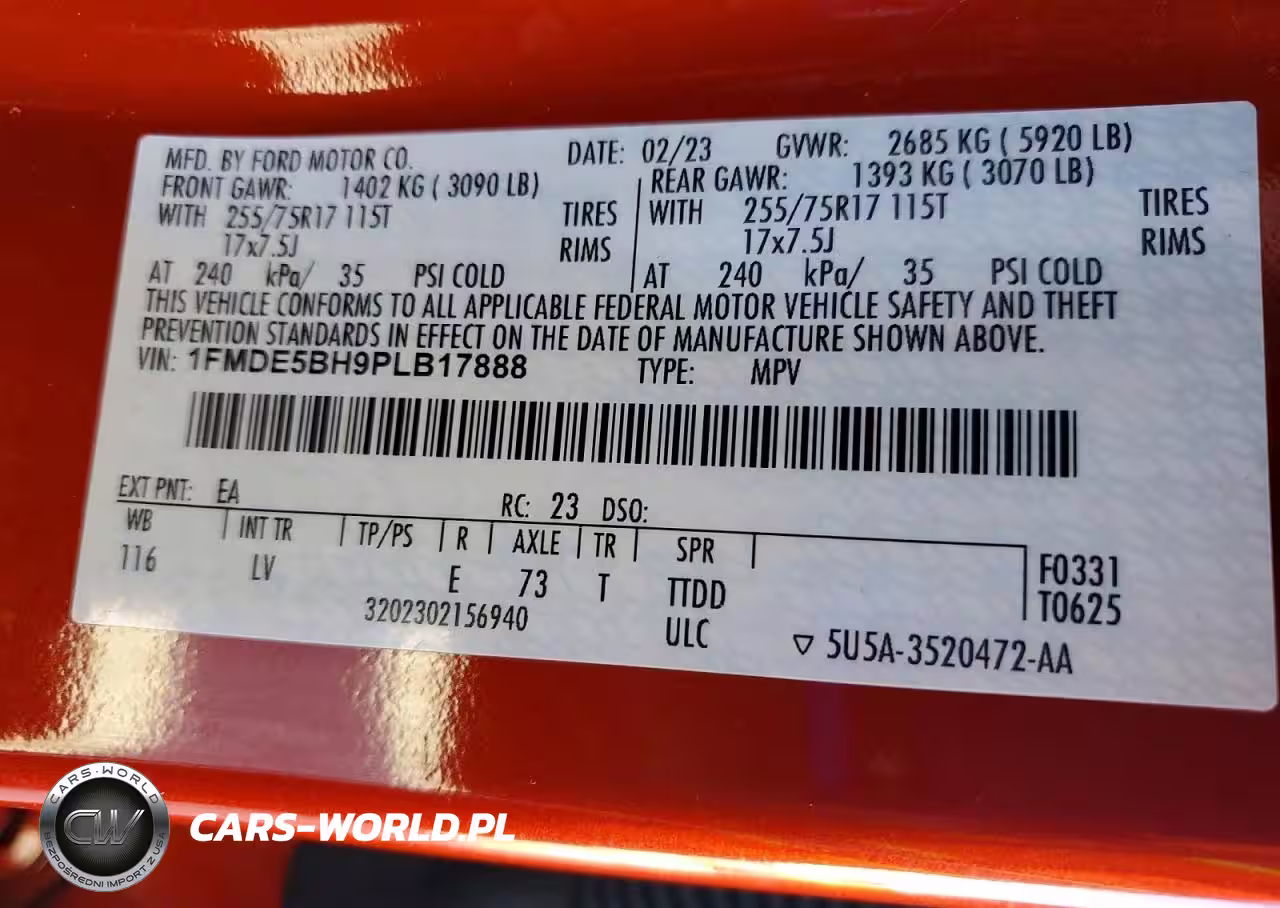 MFD. BY FORD MOTOR CO. DATE: 02/23 GVWR: 2685 KG ( 5920 LB)
FRONT GAWR: 1402 KG ( 3090 LB) REAR GAWR: 1393 KG ( 3070 LB)
WITH 255/75R17 115T TIRES WITH 255/75R17 115T TIRES
17x7.5J RIMS 17x7.5J RIMS
AT 240 kPa/ 35 PSI COLD AT 240 kPa/ 35 PSI COLD
THIS VEHICLE CONFORMS TO ALL APPLICABLE FEDERAL MOTOR VEHICLE SAFETY AND THEFT
PREVENTION STANDARDS IN EFFECT ON THE DATE OF MANUFACTURE SHOWN ABOVE.
VIN: 1FMDE5BH9PLB17888 TYPE: MPV
EXT PNT: EA RC: 23 DSO:
WB INT TR TP/PS R AXLE TR SPR
116 LV E 73 T TTDD F0331
3202302156940 ULC T0625
▽ 5U5A-3520472-AA
CARS-WORLD
CW
BEZPOŚREDNI IMPORT Z USA
CARS-WORLD.PL